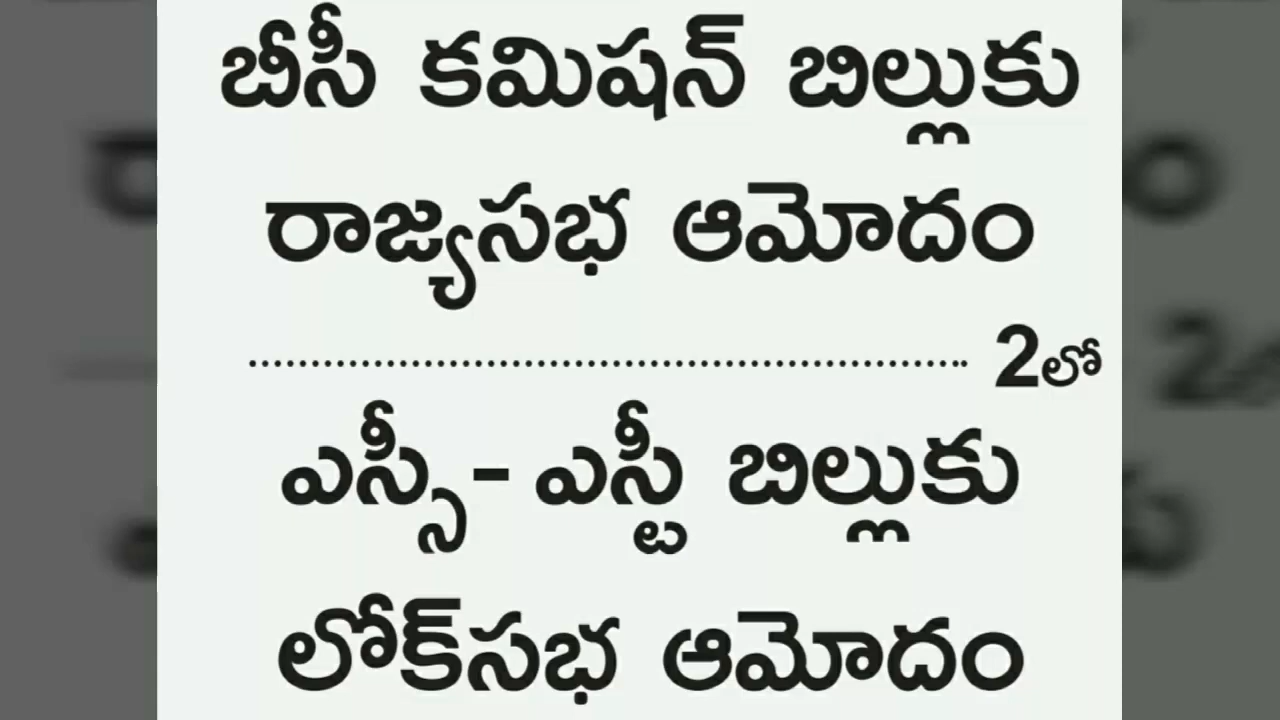 బీసీ కమిషన్ బిల్లుకు
రాజ్యసభ ఆమోదం
........................................................ 2లో
ఎస్సీ- ఎస్టీ బిల్లుకు
లోక్‌సభ ఆమోదం